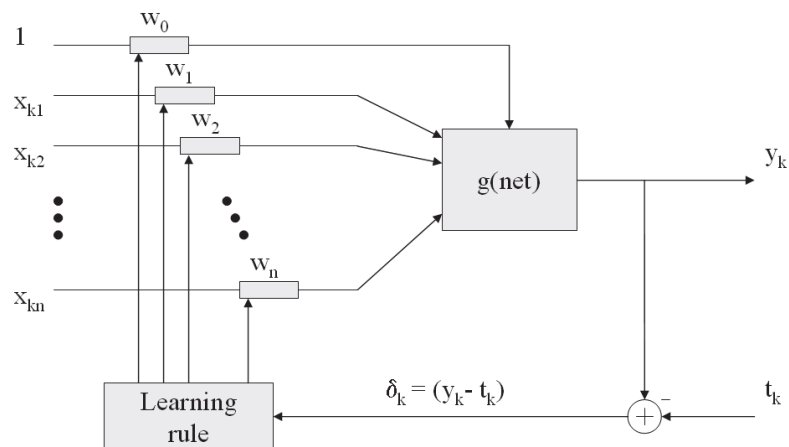 1
w₀
w₁
xₖ₁
w₂
xₖ₂
g(net)
yₖ
wₙ
xₖₙ
δₖ = (yₖ- tₖ)
–
+
tₖ
Learning
rule